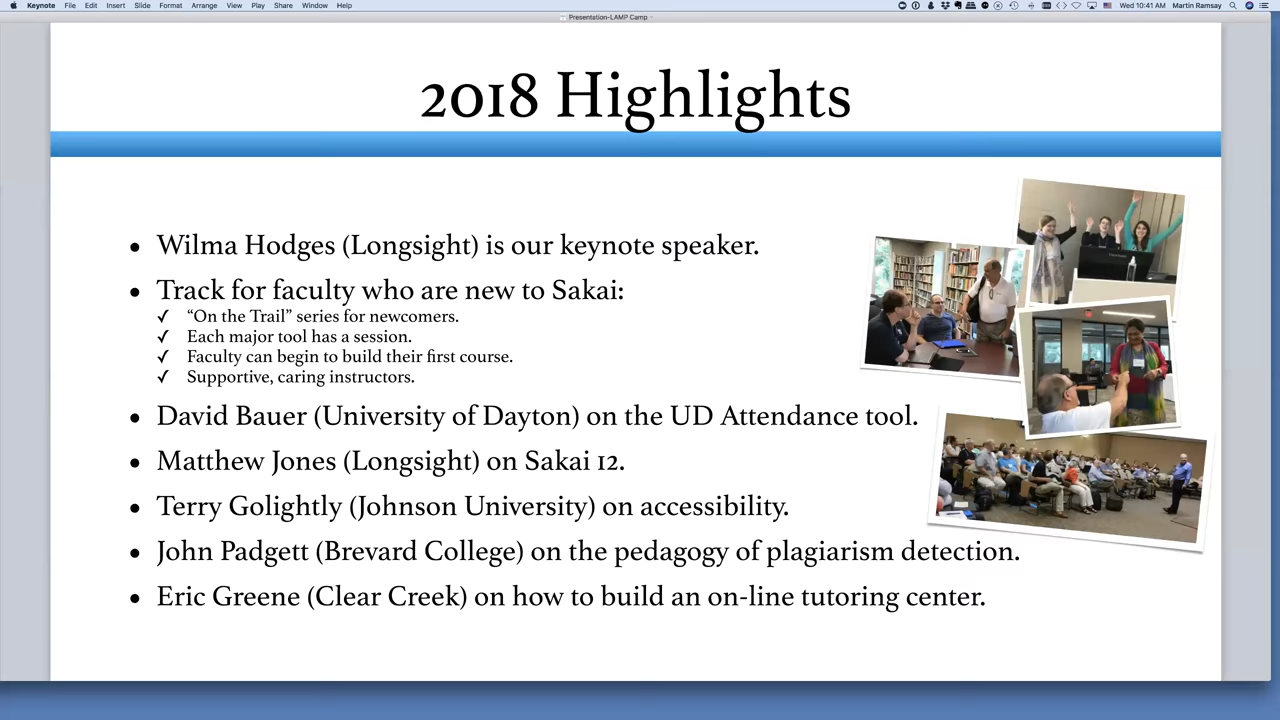 Keynote File Edit Insert Slide Format Arrange View Play Share Window Help Wed 10:41 AM Martin Ramsay
Presentation-LAMP Camp
2018 Highlights
• Wilma Hodges (Longsight) is our keynote speaker.
• Track for faculty who are new to Sakai:
✓ “On the Trail” series for newcomers.
✓ Each major tool has a session.
✓ Faculty can begin to build their first course.
✓ Supportive, caring instructors.
• David Bauer (University of Dayton) on the UD Attendance tool.
• Matthew Jones (Longsight) on Sakai 12.
• Terry Golightly (Johnson University) on accessibility.
• John Padgett (Brevard College) on the pedagogy of plagiarism detection.
• Eric Greene (Clear Creek) on how to build an on-line tutoring center.